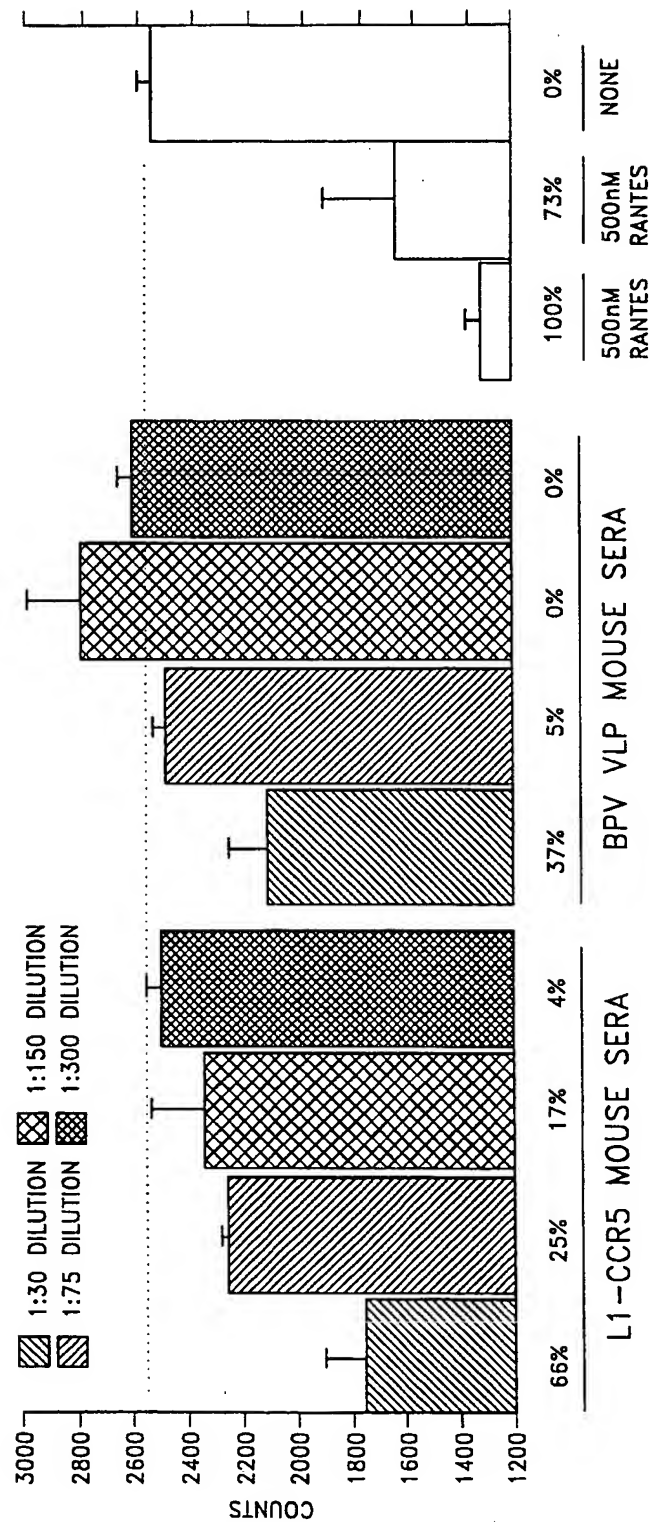 1:30 DILUTION
1:75 DILUTION
1:150 DILUTION
1:300 DILUTION
COUNTS
3000
2800
2600
2400
2200
2000
1800
1600
1400
1200
66% 25% 17% 4% 37% 5% 0% 0% 100% 73% 0%
L1-CCR5 MOUSE SERA
BPV VLP MOUSE SERA
500nM
RANTES
500nM
RANTES
NONE